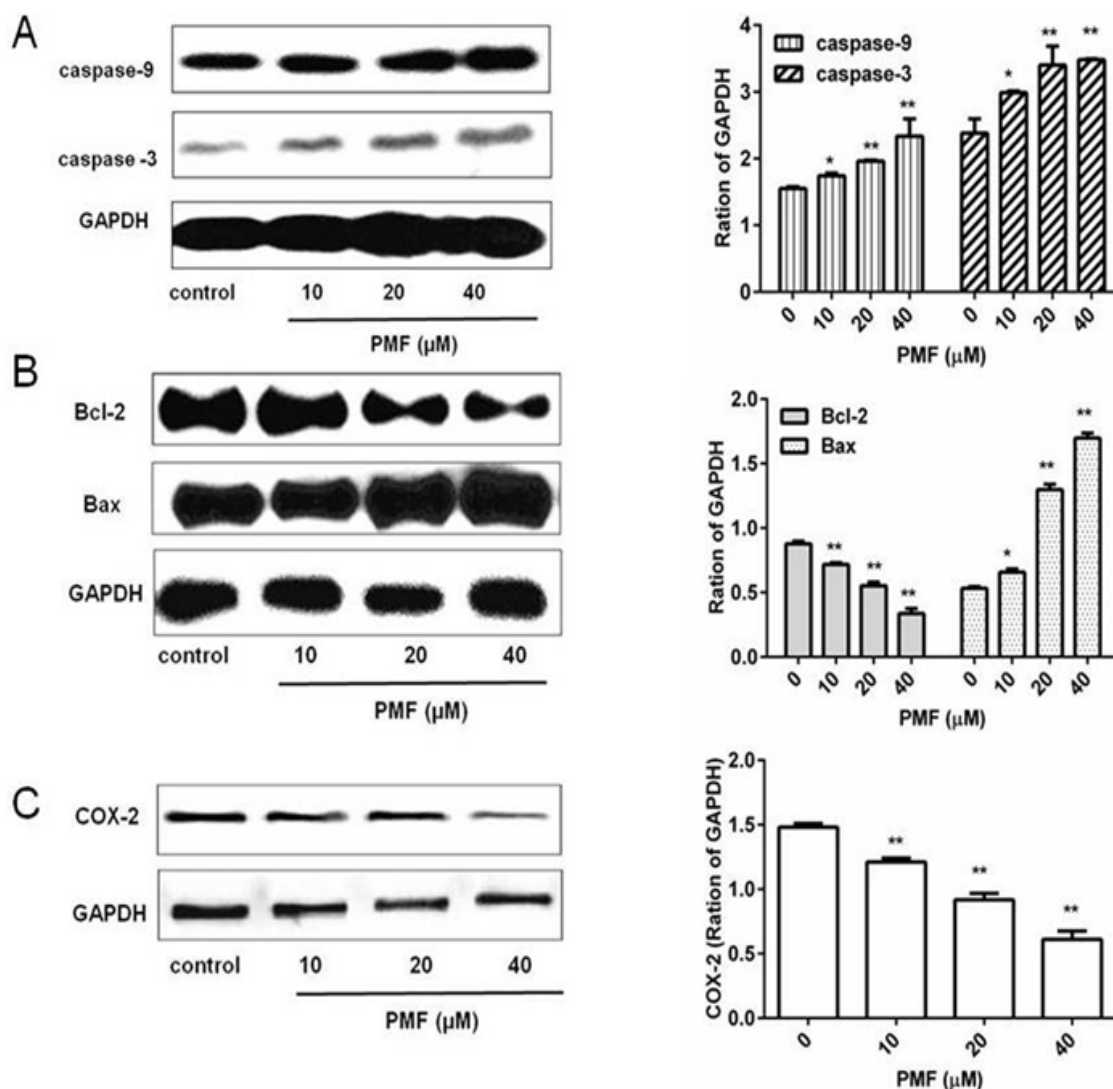 A
caspase-9
caspase -3
GAPDH
control 10 20 40
PMF (µM)
4
3
2
1
0
Ration of GAPDH
caspase-9
caspase-3
* ** ** * ** **
0 10 20 40 0 10 20 40
PMF (µM)
B
Bcl-2
Bax
GAPDH
control 10 20 40
PMF (µM)
2.0
1.5
1.0
0.5
0.0
Ration of GAPDH
Bcl-2
Bax
** ** ** * ** **
0 10 20 40 0 10 20 40
PMF (µM)
C
COX-2
GAPDH
control 10 20 40
PMF (µM)
2.0
1.5
1.0
0.5
0.0
COX-2 (Ration of GAPDH)
** ** **
0 10 20 40
PMF (µM)